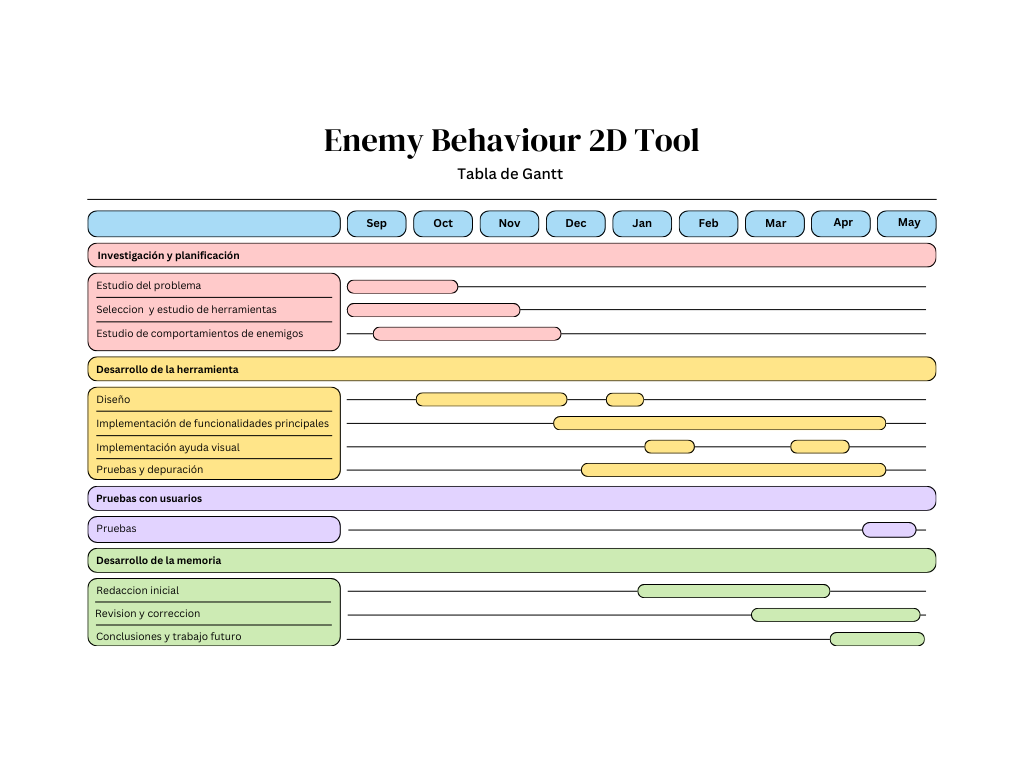 Enemy Behaviour 2D Tool
Tabla de Gantt
Sep Oct Nov Dec Jan Feb Mar Apr May
Investigación y planificación
Estudio del problema
Seleccion y estudio de herramientas
Estudio de comportamientos de enemigos
Desarrollo de la herramienta
Diseño
Implementación de funcionalidades principales
Implementación ayuda visual
Pruebas y depuración
Pruebas con usuarios
Pruebas
Desarrollo de la memoria
Redaccion inicial
Revision y correccion
Conclusiones y trabajo futuro